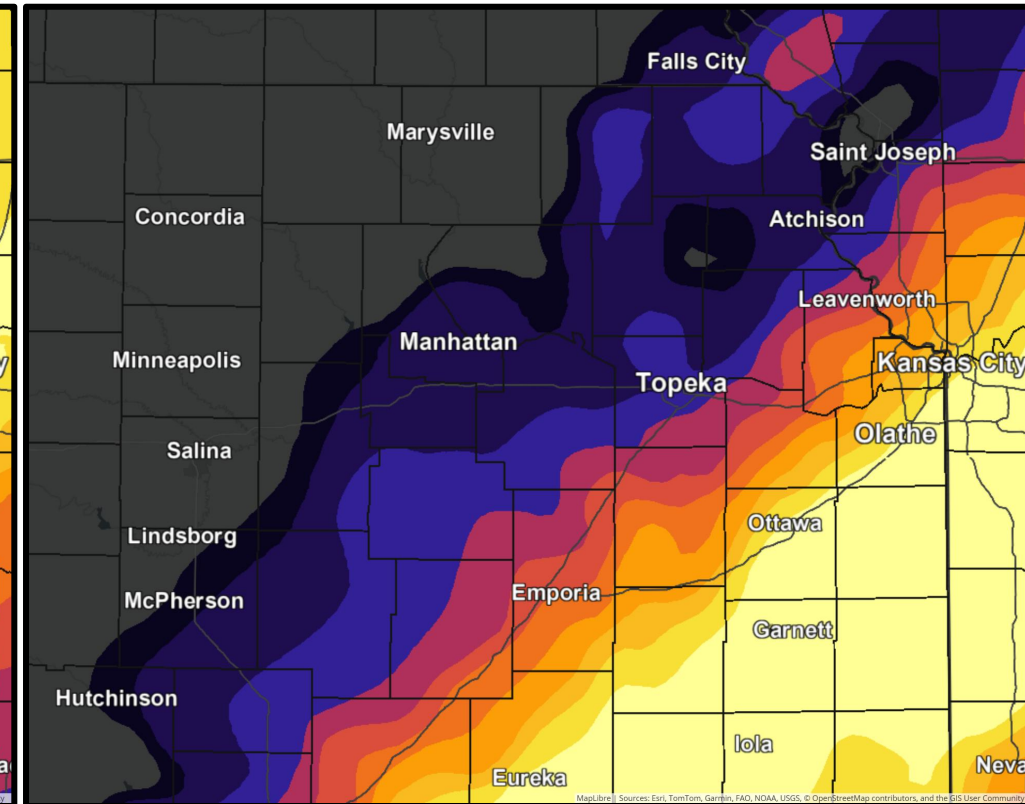 Falls City
Marysville
Saint Joseph
Concordia
Atchison
Leavenworth
Manhattan
Minneapolis
Kansas City
Topeka
Olathe
Salina
Ottawa
Lindsborg
Emporia
McPherson
Garnett
Hutchinson
Iola
Neva
Eureka
MapLibre | Sources: Esri, TomTom, Garmin, FAO, NOAA, USGS, © OpenStreetMap contributors, and the GIS User Community